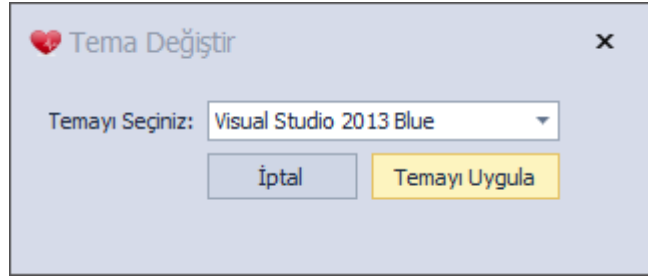 Tema Değiştir
Temayı Seçiniz: Visual Studio 2013 Blue
İptal Temayı Uygula